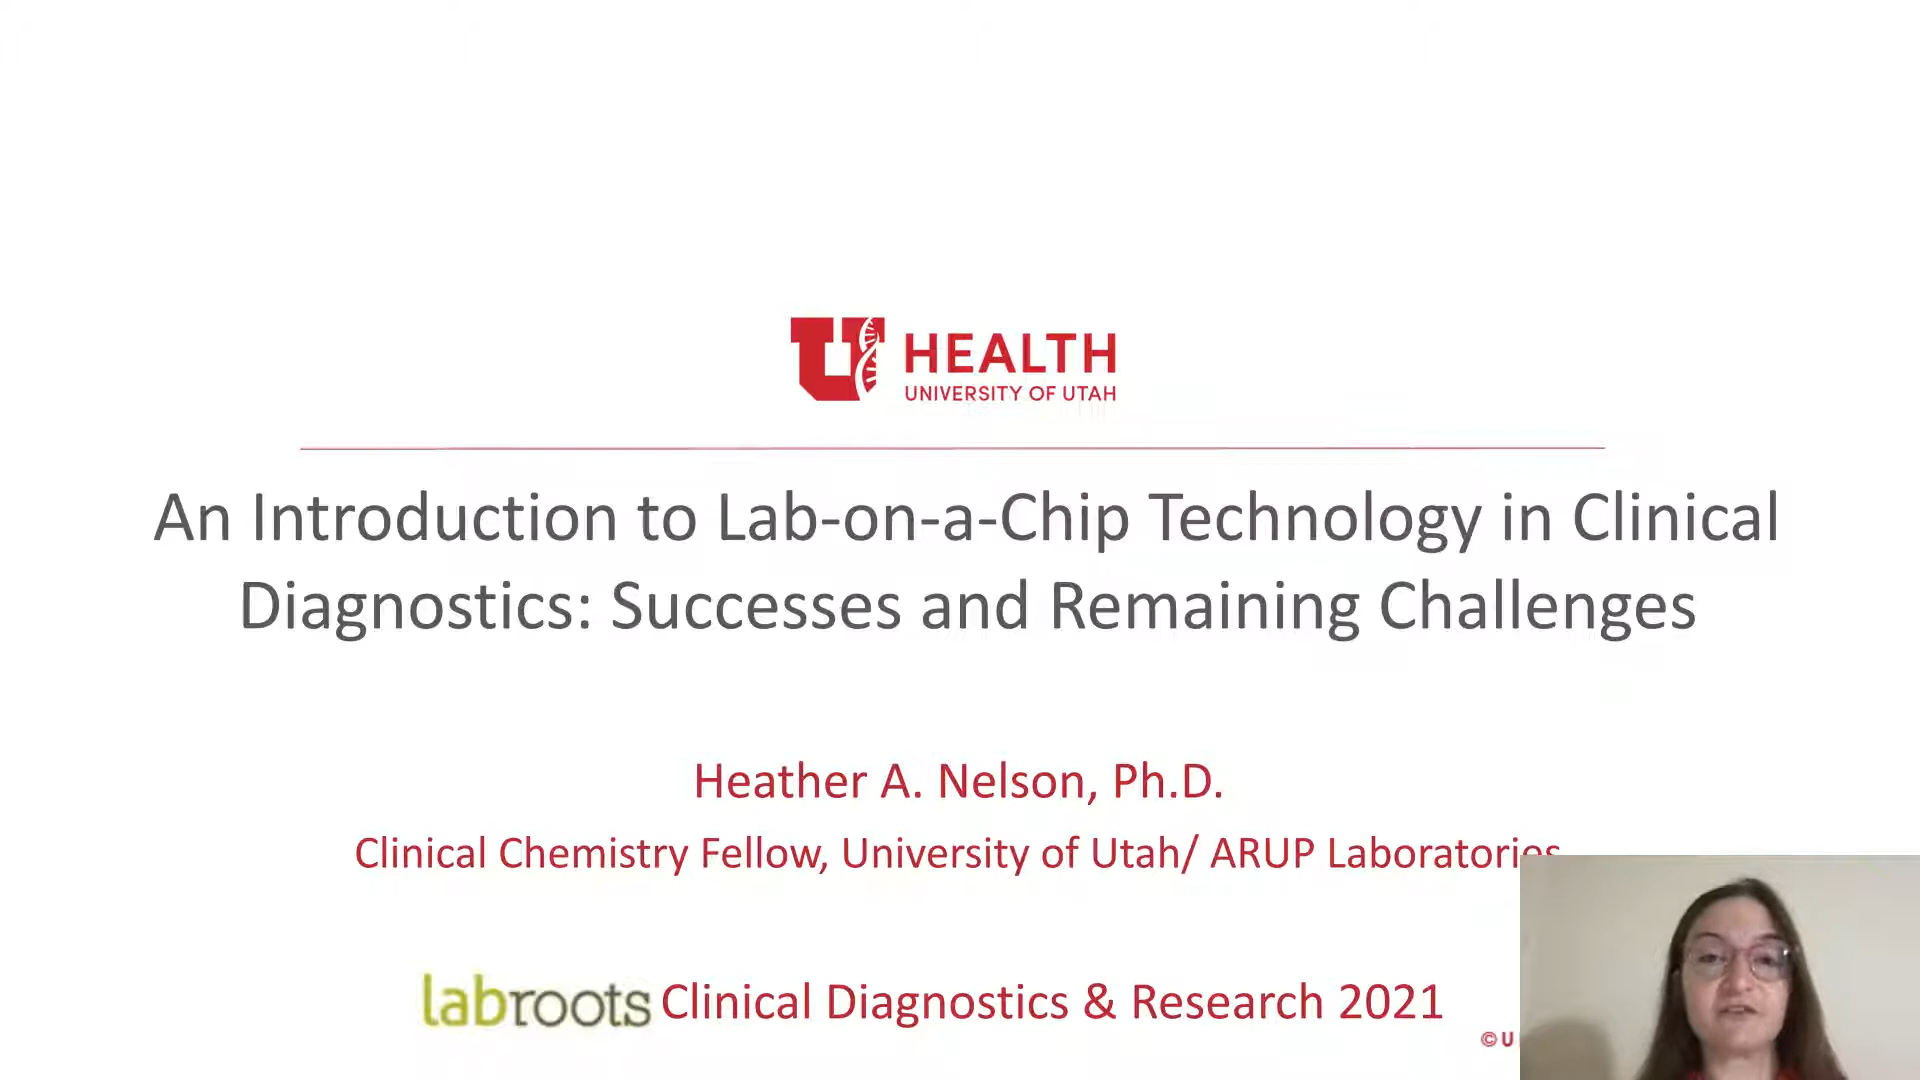 HEALTH
UNIVERSITY OF UTAH
An Introduction to Lab-on-a-Chip Technology in Clinical
Diagnostics: Successes and Remaining Challenges
Heather A. Nelson, Ph.D.
Clinical Chemistry Fellow, University of Utah/ ARUP Laboratories
labroots Clinical Diagnostics & Research 2021
©U